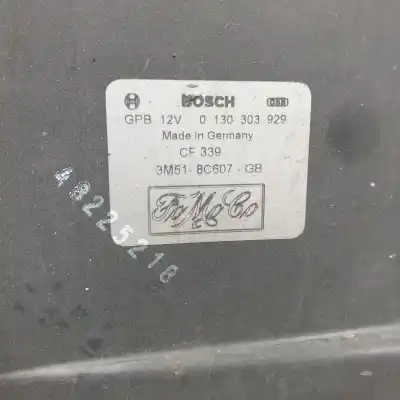 BOSCH
GPB 12V 0 130 303 929
Made in Germany
CF 339
3M51- 8C607 - GB
FoMoCo
48225218